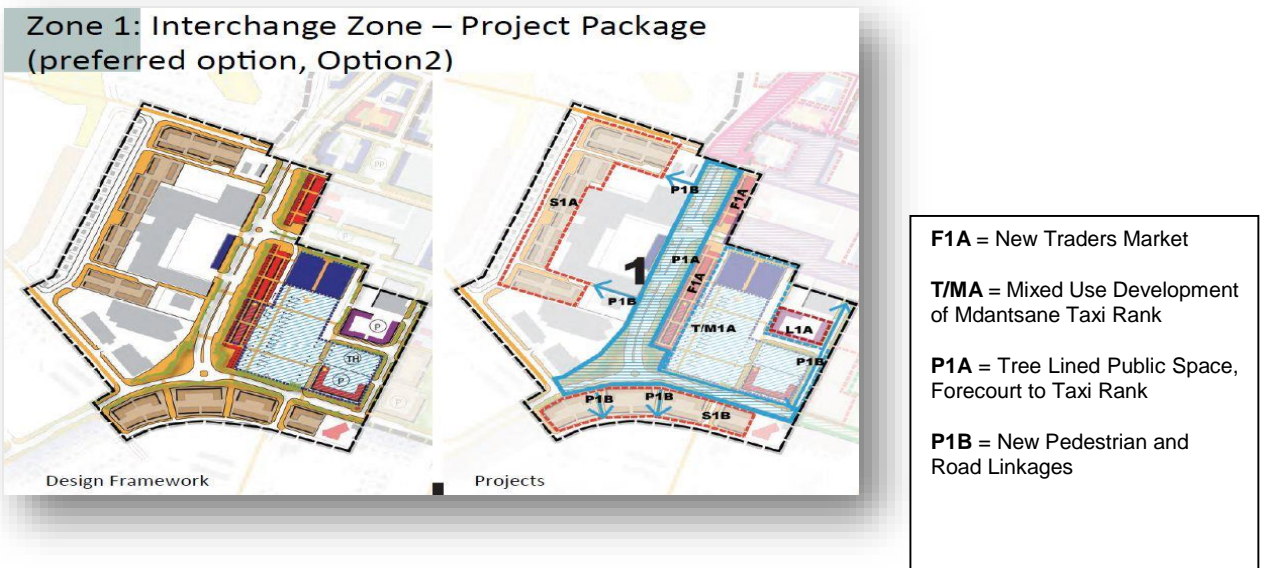 Zone 1: Interchange Zone – Project Package
(preferred option, Option2)
P
TH
P
Design Framework
P1B
S1A
F1A
1
P1A
P1B
F1A
T/M1A
L1A
P1B
P1B
P1B
S1B
Projects
F1A = New Traders Market
T/MA = Mixed Use Development
of Mdantsane Taxi Rank
P1A = Tree Lined Public Space,
Forecourt to Taxi Rank
P1B = New Pedestrian and
Road Linkages